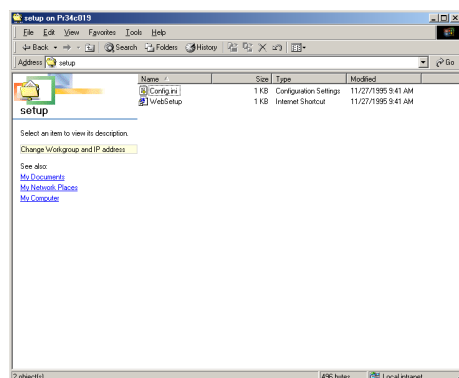 setup on Pr34c019
File Edit View Favorites Tools Help
Back Search Folders History
Address setup Go
Name Size Type Modified
Config.ini 1 KB Configuration Settings 11/27/1995 9:41 AM
WebSetup 1 KB Internet Shortcut 11/27/1995 9:41 AM
setup
Select an item to view its description.
Change Workgroup and IP address
See also:
My Documents
My Network Places
My Computer
2 object(s) 496 bytes Local intranet